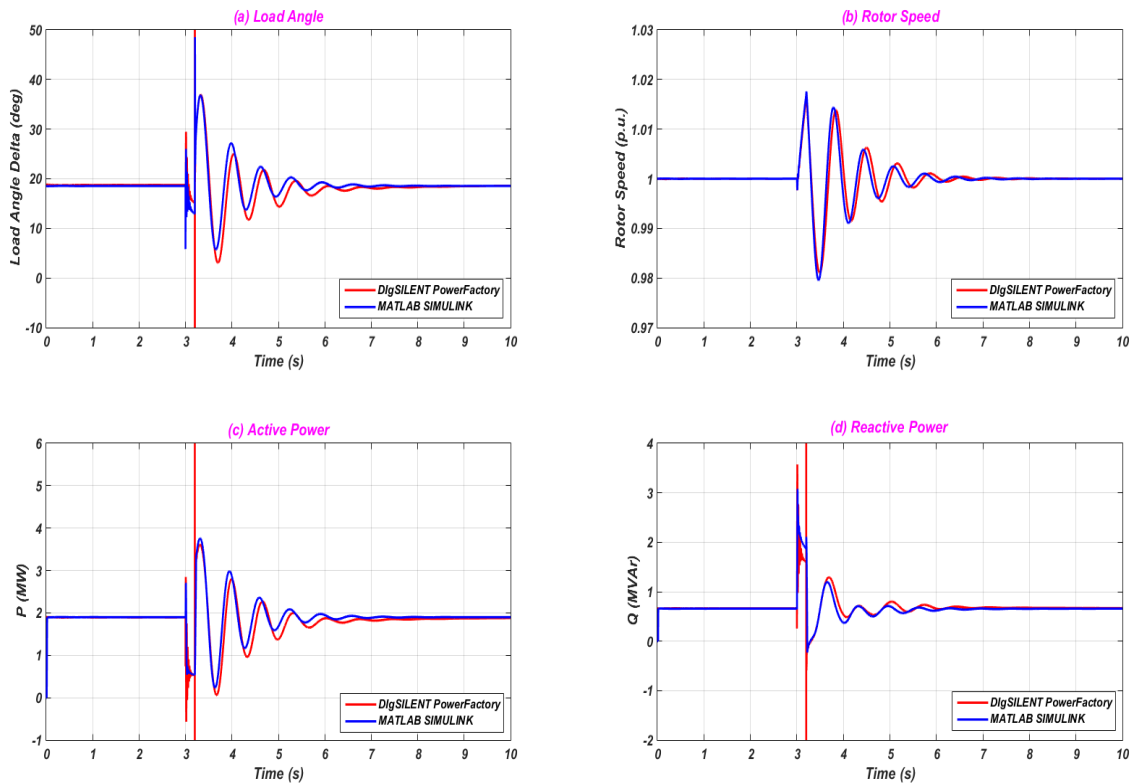 (a) Load Angle
50
40
30
20
10
0
-10
Load Angle Delta (deg)
0 1 2 3 4 5 6 7 8 9 10
Time (s)
DIgSILENT PowerFactory
MATLAB SIMULINK
(b) Rotor Speed
1.03
1.02
1.01
1
0.99
0.98
0.97
Rotor Speed (p.u.)
0 1 2 3 4 5 6 7 8 9 10
Time (s)
DIgSILENT PowerFactory
MATLAB SIMULINK
(c) Active Power
6
5
4
3
2
1
0
-1
P (MW)
0 1 2 3 4 5 6 7 8 9 10
Time (s)
DIgSILENT PowerFactory
MATLAB SIMULINK
(d) Reactive Power
4
3
2
1
0
-1
-2
Q (MVAr)
0 1 2 3 4 5 6 7 8 9 10
Time (s)
DIgSILENT PowerFactory
MATLAB SIMULINK